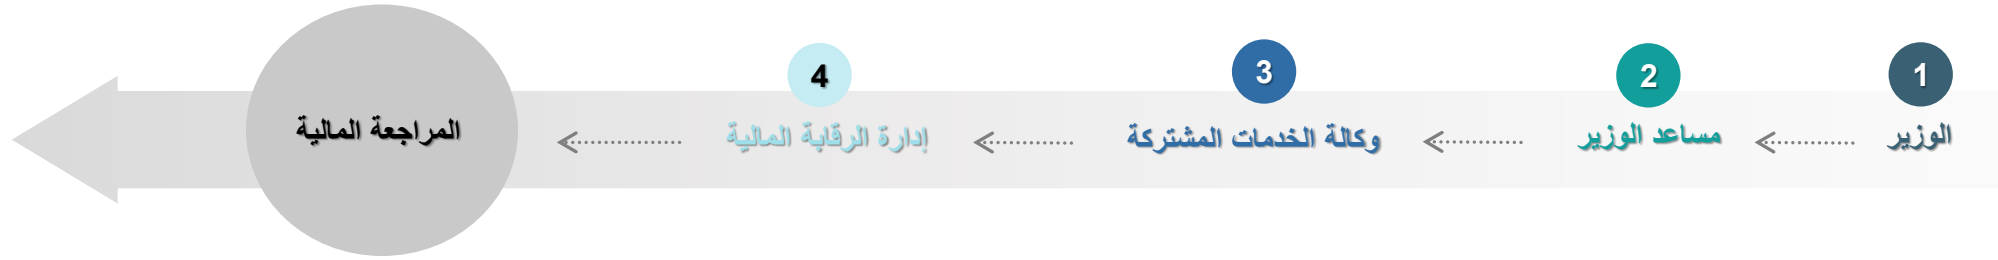 1
الوزير
2
مساعد الوزير
3
وكالة الخدمات المشتركة
4
إدارة الرقابة المالية
المراجعة المالية